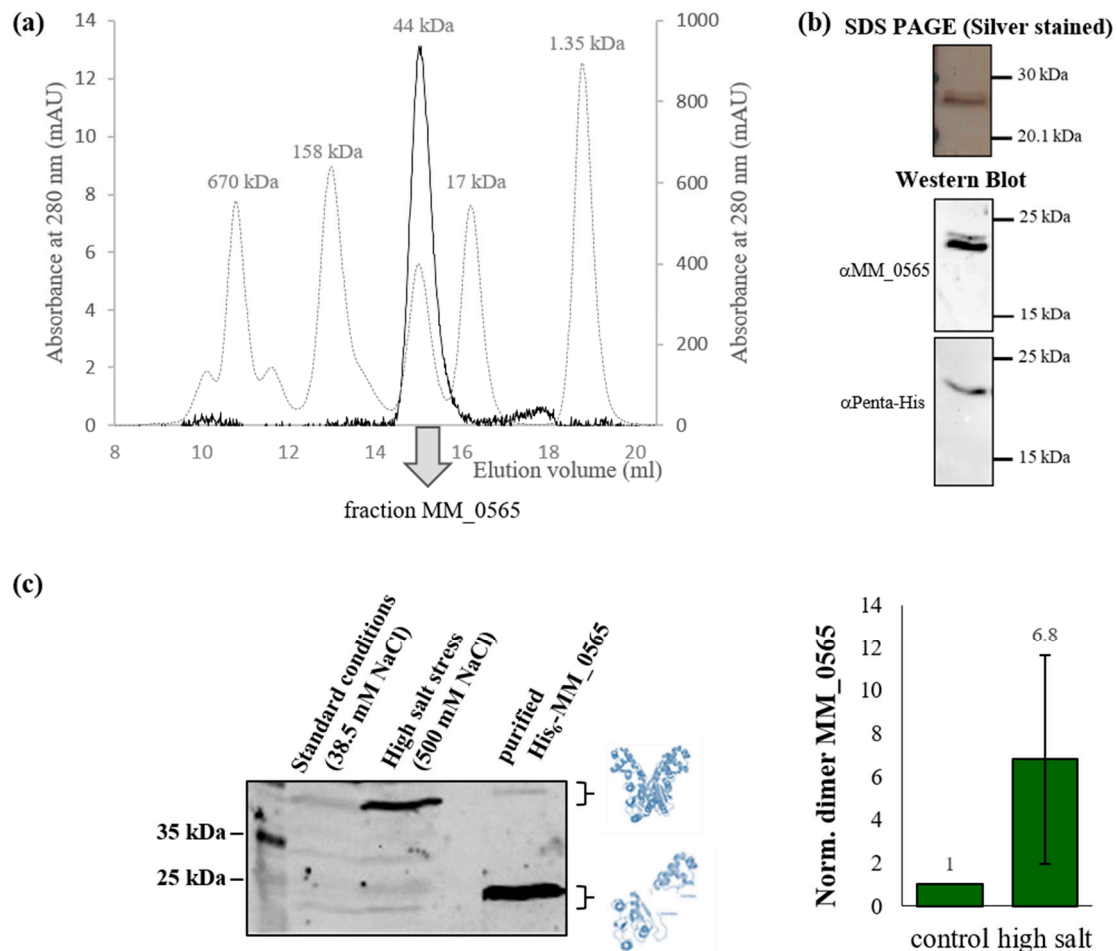 (a)
Absorbance at 280 nm (mAU)
14
12
10
8
6
4
2
0
670 kDa
158 kDa
44 kDa
17 kDa
1.35 kDa
1000
800
600
400
200
0
Absorbance at 280 nm (mAU)
8 10 12 14 16 18 20
Elution volume (ml)
fraction MM_0565
(b)
SDS PAGE (Silver stained)
30 kDa
20.1 kDa
Western Blot
αMM_0565
25 kDa
15 kDa
αPenta-His
25 kDa
15 kDa
(c)
Standard conditions
(38.5 mM NaCl)
High salt stress
(500 mM NaCl)
purified
His₆-MM_0565
35 kDa
25 kDa
Norm. dimer MM_0565
14
12
10
8
6
4
2
0
1
6.8
control high salt